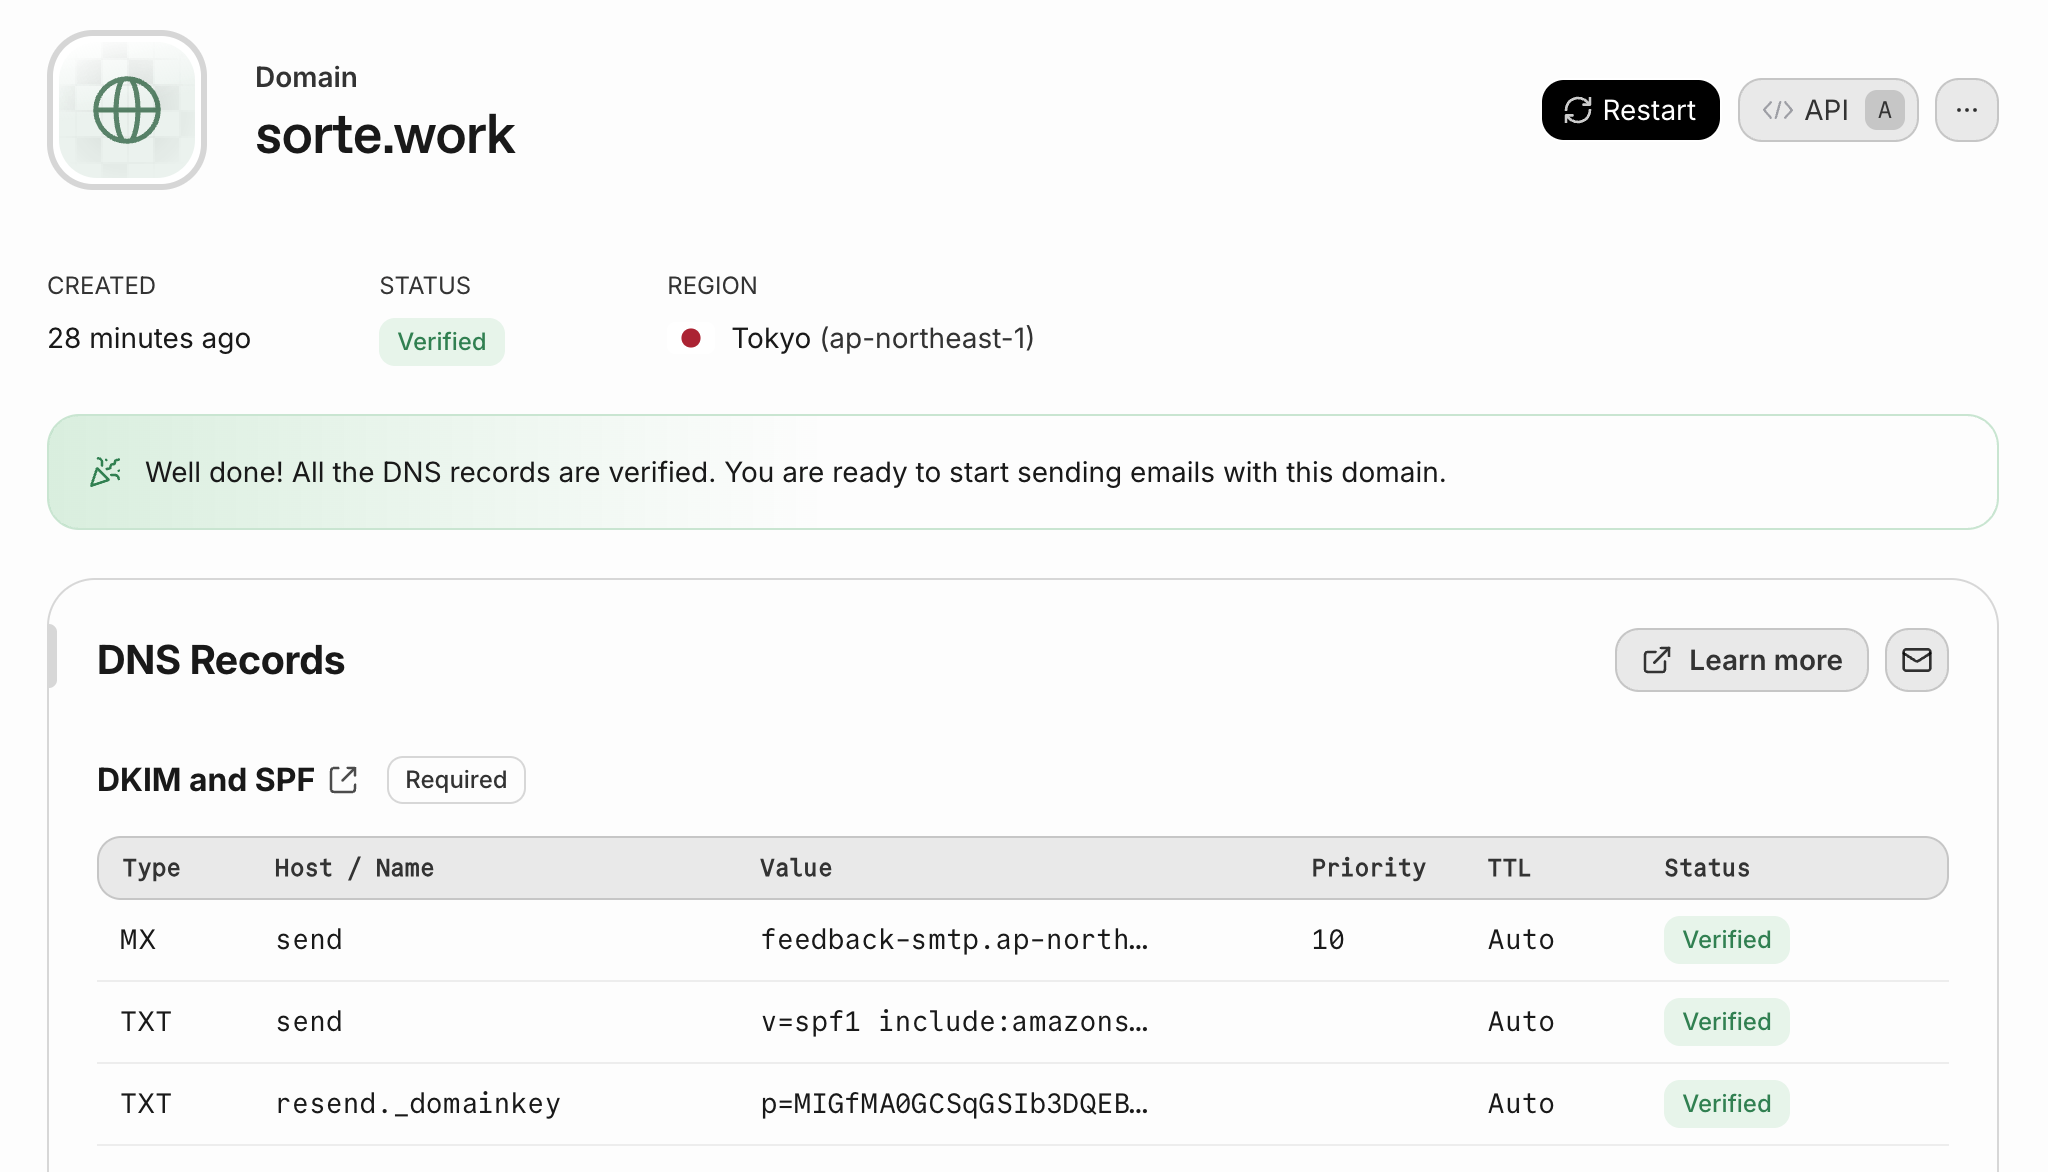 Domain
sorte.work
Restart
API A
CREATED STATUS REGION
28 minutes ago Verified Tokyo (ap-northeast-1)
Well done! All the DNS records are verified. You are ready to start sending emails with this domain.
DNS Records
Learn more
DKIM and SPF Required
Type Host / Name Value Priority TTL Status
MX send feedback-smtp.ap-north… 10 Auto Verified
TXT send v=spf1 include:amazons… Auto Verified
TXT resend._domainkey p=MIGfMA0GCSqGSIb3DQEB… Auto Verified